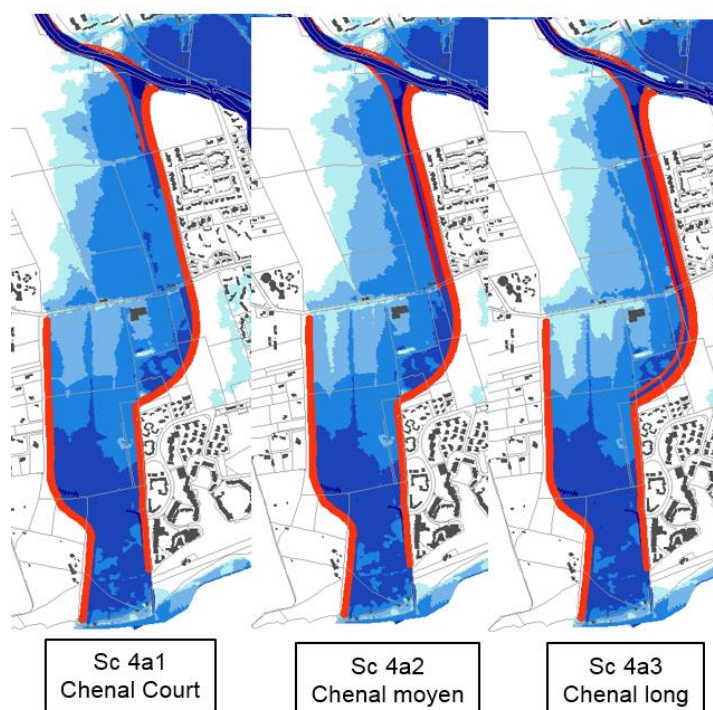 Sc 4a1
Chenal Court
Sc 4a2
Chenal moyen
Sc 4a3
Chenal long